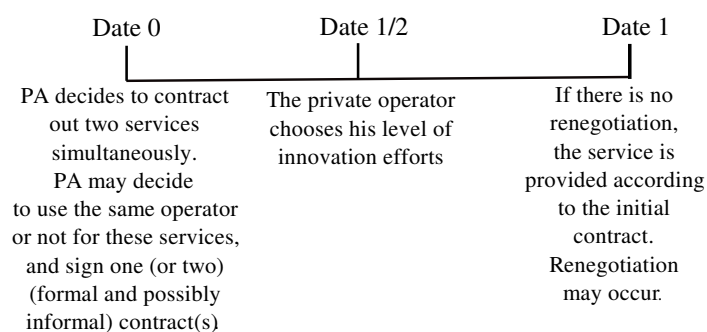 Date 0
Date 1/2
Date 1
PA decides to contract
out two services
simultaneously.
PA may decide
to use the same operator
or not for these services,
and sign one (or two)
(formal and possibly
informal) contract(s).
The private operator
chooses his level of
innovation efforts
If there is no
renegotiation,
the service is
provided according
to the initial
contract.
Renegotiation
may occur.